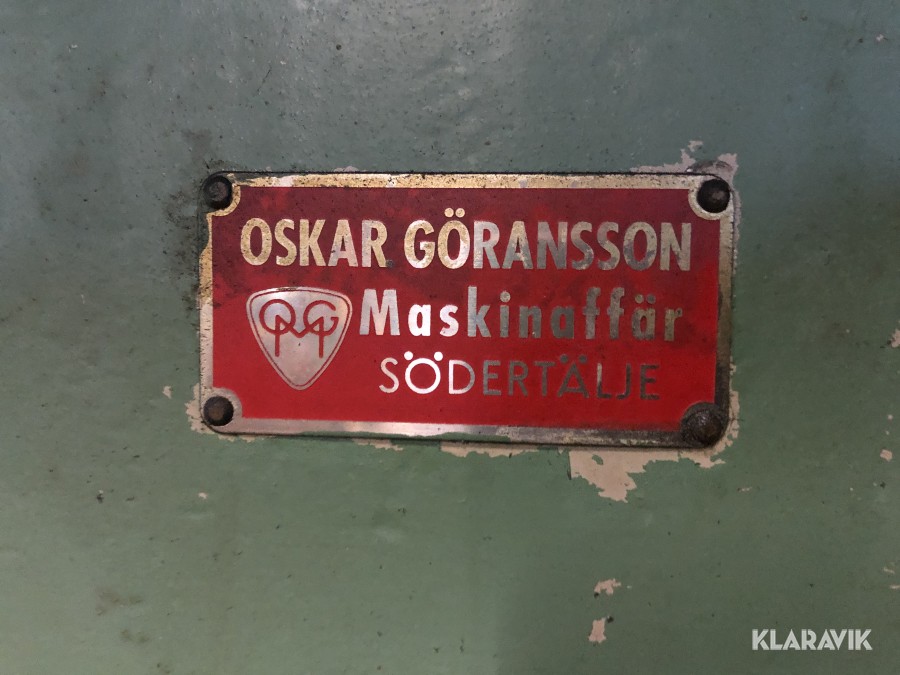 OSKAR GÖRANSSON
Maskinaffär
SÖDERTÄLJE
KLARAVIK